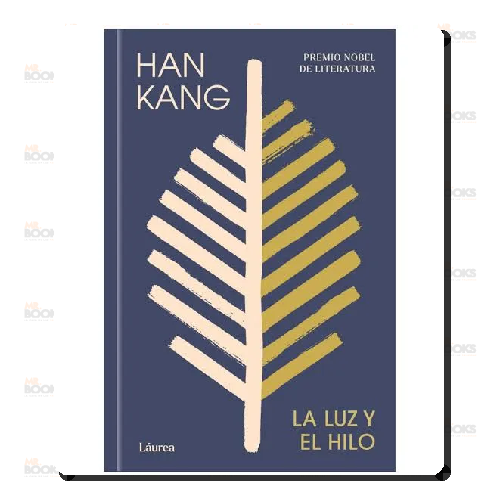 HAN
KANG
PREMIO NOBEL
DE LITERATURA
LA LUZ Y
EL HILO
Láurea